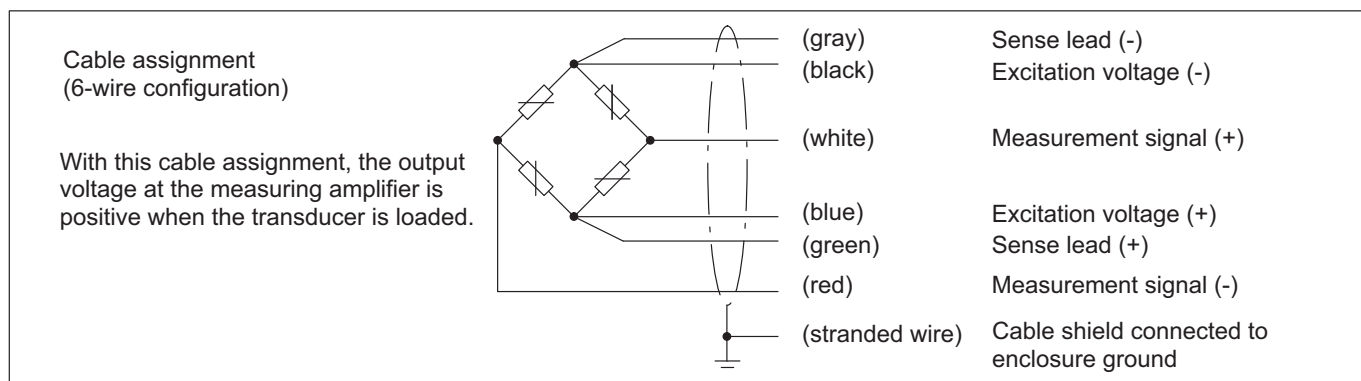 Cable assignment
(6-wire configuration)
With this cable assignment, the output
voltage at the measuring amplifier is
positive when the transducer is loaded.
(gray) Sense lead (-)
(black) Excitation voltage (-)
(white) Measurement signal (+)
(blue) Excitation voltage (+)
(green) Sense lead (+)
(red) Measurement signal (-)
(stranded wire) Cable shield connected to
enclosure ground